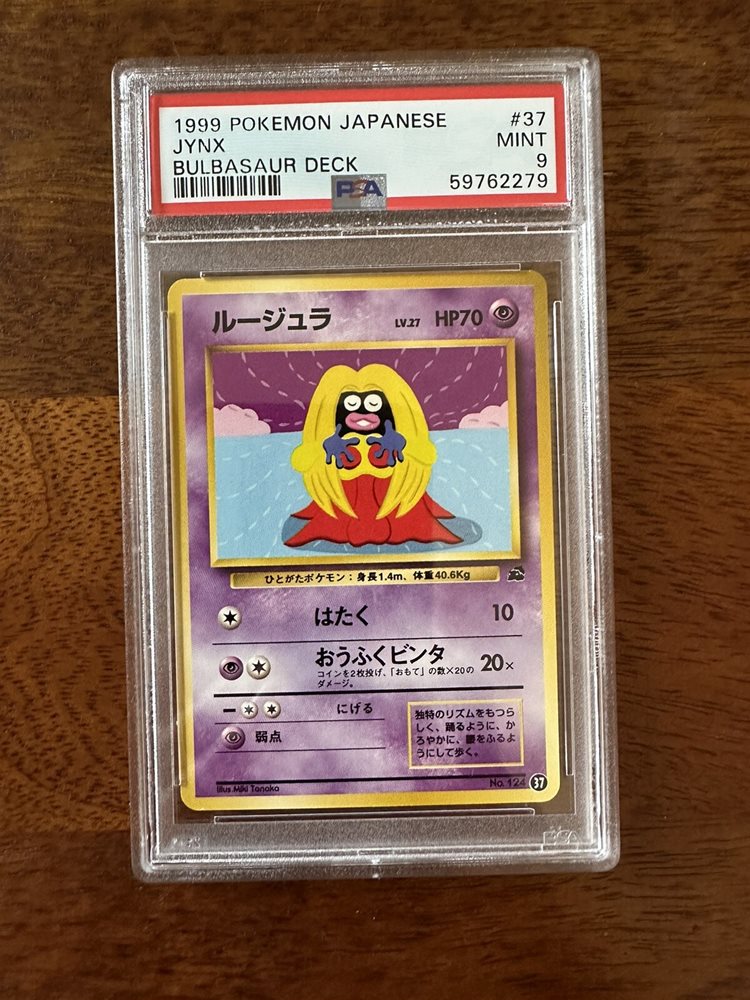 1999 POKEMON JAPANESE #37
JYNX MINT
BULBASAUR DECK 9
PSA 59762279
ルージュラ LV.27 HP70
ひとがたポケモン：身長1.4m、体重40.6Kg
はたく 10
おうふくビンタ 20×
コインを2枚投げ、「おもて」の数×20の
ダメージ。
にげる
弱点
独特のリズムをもつら
しく、踊るように、か
ろやかに、腰をふるよ
うにして歩く。
Illus.Miki Tanaka No. 124 37